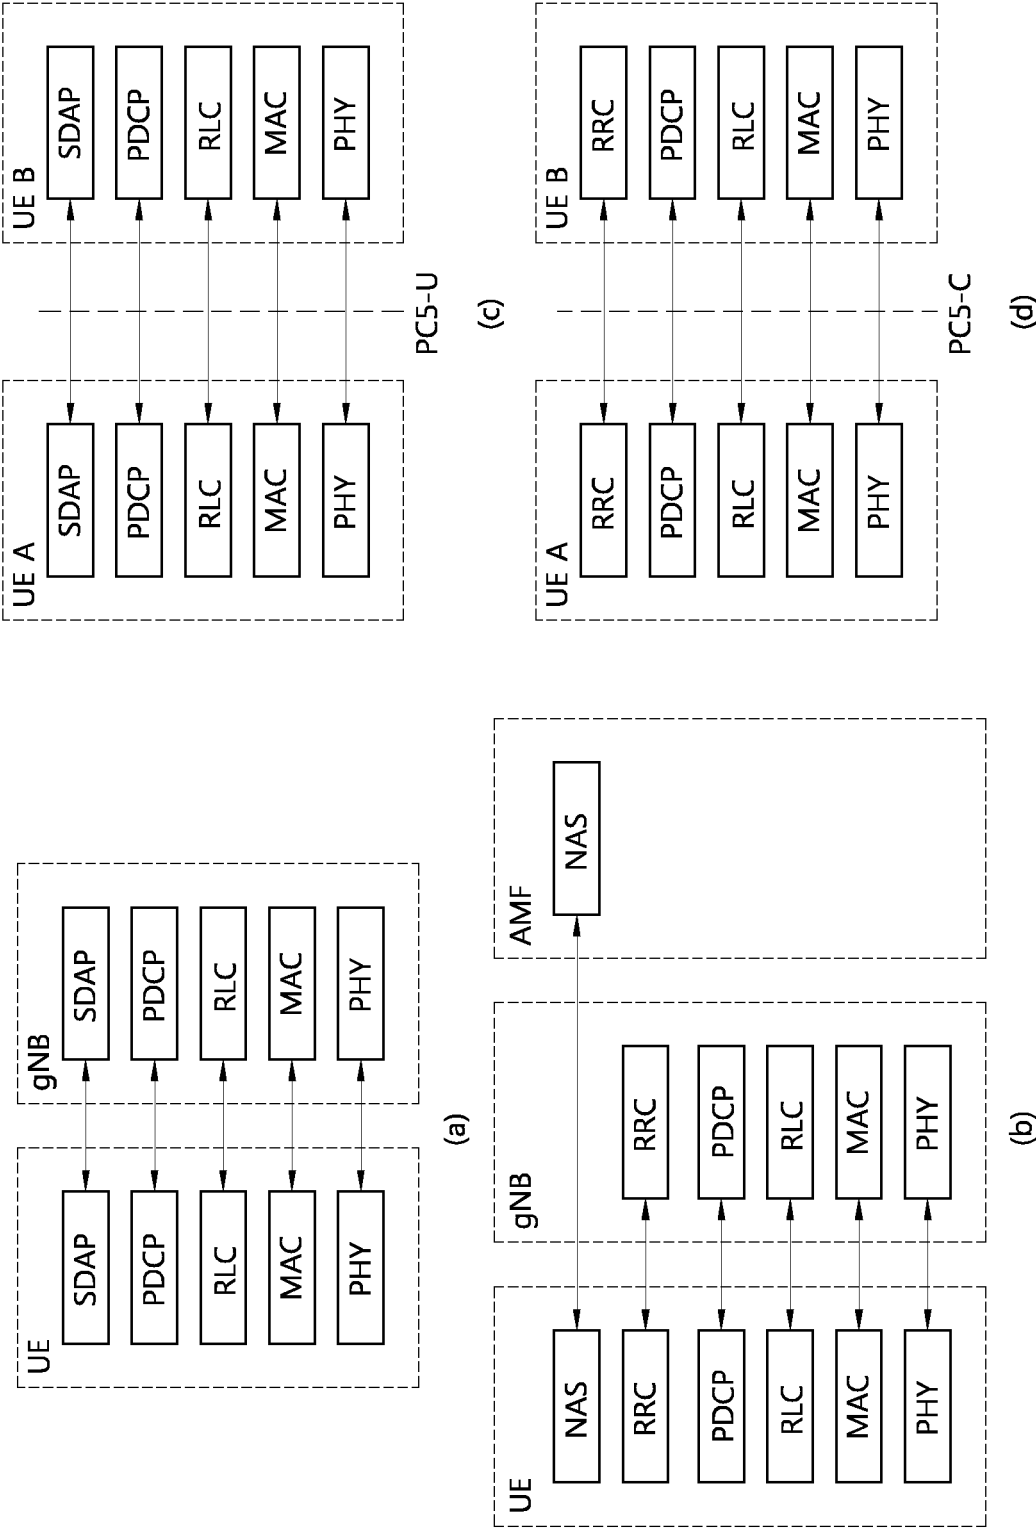 UE
gNB
SDAP
SDAP
PDCP
PDCP
RLC
RLC
MAC
MAC
PHY
PHY
(a)
UE
gNB
AMF
NAS
NAS
RRC
RRC
PDCP
PDCP
RLC
RLC
MAC
MAC
PHY
PHY
(b)
UE A
UE B
SDAP
SDAP
PDCP
PDCP
RLC
RLC
MAC
MAC
PHY
PHY
PC5-U
(c)
UE A
UE B
RRC
RRC
PDCP
PDCP
RLC
RLC
MAC
MAC
PHY
PHY
PC5-C
(d)